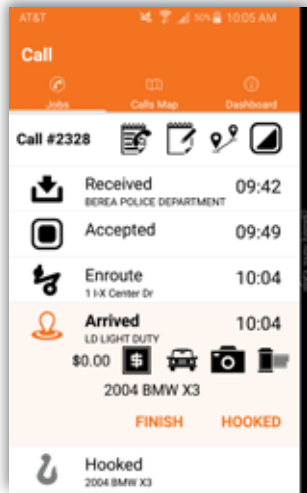 AT&T 50% 10:05 AM
Call
Jobs Calls Map Dashboard
Call #2328
Received 09:42
BEREA POLICE DEPARTMENT
Accepted 09:49
Enroute 10:04
1 I-X Center Dr
Arrived 10:04
LD LIGHT DUTY
$0.00 $
2004 BMW X3
FINISH HOOKED
Hooked
2004 BMW X3